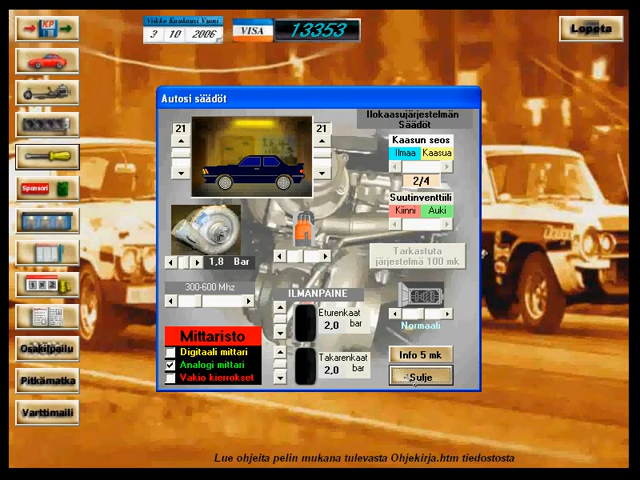 KP
Viikko Kuukausi Vuosi
3 10 2006
VISA
13353
Lopeta
Sponsori
Osakilpailu
Pitkämatka
Varttimaili
Autosi säädöt
21
21
1,8 Bar
300-600 Mhz
Mittaristo
Digitaali mittari
Analogi mittari
Vakio kierrokset
ILMANPAINE
Eturenkaat
2,0 bar
Takarenkaat
2,0 bar
Ilokaasujärjestelmän
Säädöt
Kaasun seos
Ilmaa Kaasua
2/4
Suutinventtiili
Kiinni Auki
Tarkastuta
järjestelmä 100 mk
Normaali
Info 5 mk
Sulje
Lue ohjeita pelin mukana tulevasta Ohjekirja.htm tiedostosta